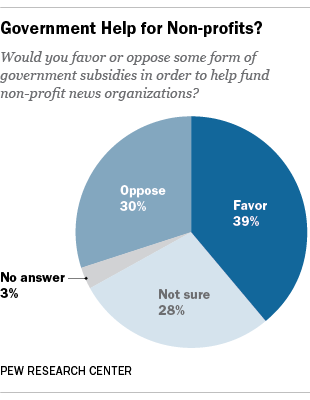 Government Help for Non-profits?
Would you favor or oppose some form of
government subsidies in order to help fund
non-profit news organizations?
Oppose
30%
Favor
39%
No answer
3%
Not sure
28%
PEW RESEARCH CENTER